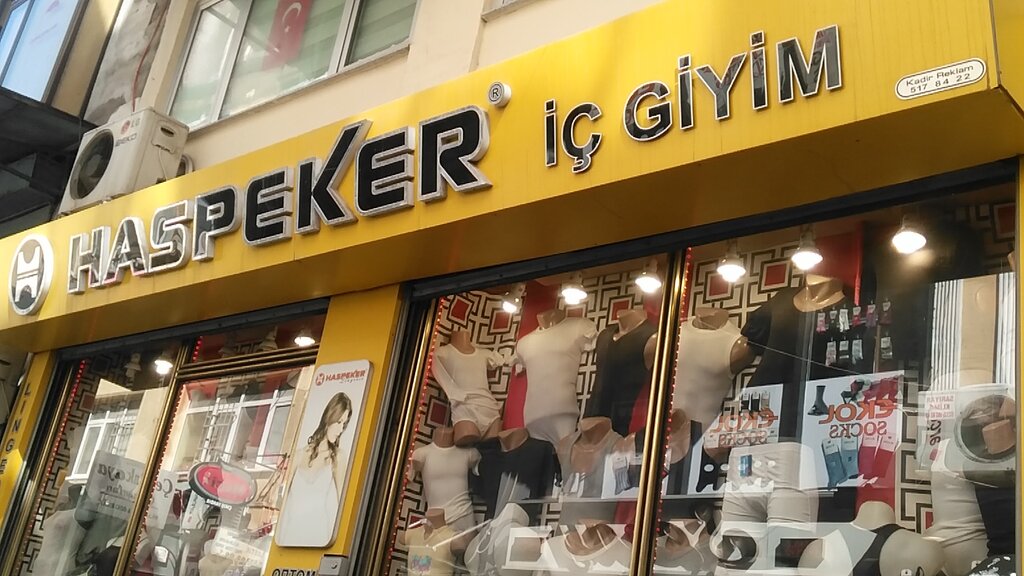 HASPEKER ®
İÇ GİYİM
Kadir Reklam
517 84 22
HASPEKER
EKOL
SOCKS
EKOL
SOCKS